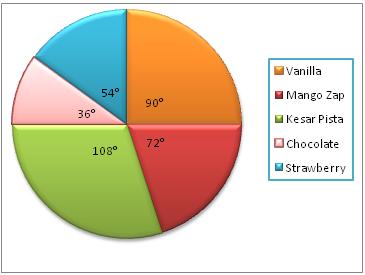 54°
90°
36°
108°
72°
Vanilla
Mango Zap
Kesar Pista
Chocolate
Strawberry